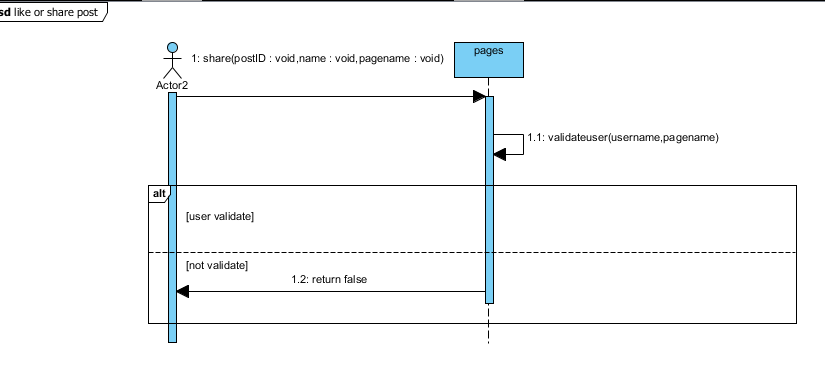 sd like or share post
1: share(postID : void,name : void,pagename : void)
pages
Actor2
1.1: validateuser(username,pagename)
alt
[user validate]
[not validate]
1.2: return false